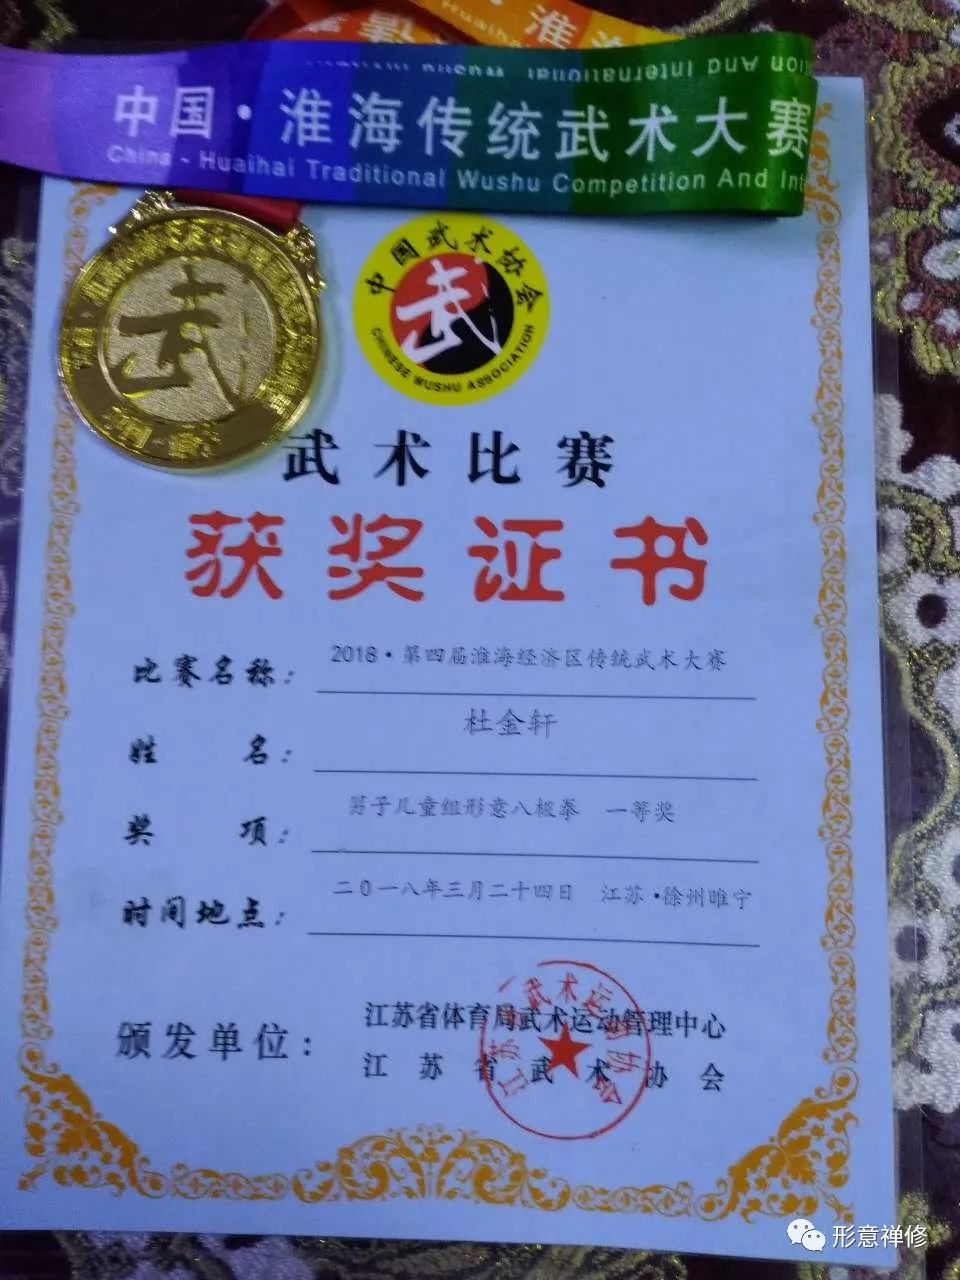 淮
中国·淮海传统武术大赛
China - Huaihai Traditional Wushu Competition And Int
中国武术协会
武
CHINESE WUSHU ASSOCIATION
武
武术比赛
获奖证书
比赛名称: 2018·第四届淮海经济区传统武术大赛
姓名: 杜金轩
奖项: 男子儿童组形意八极拳 一等奖
时间地点: 二0一八年三月二十四日 江苏·徐州睢宁
颁发单位: 江苏省体育局武术运动管理中心
江苏省武术协会
形意禅修